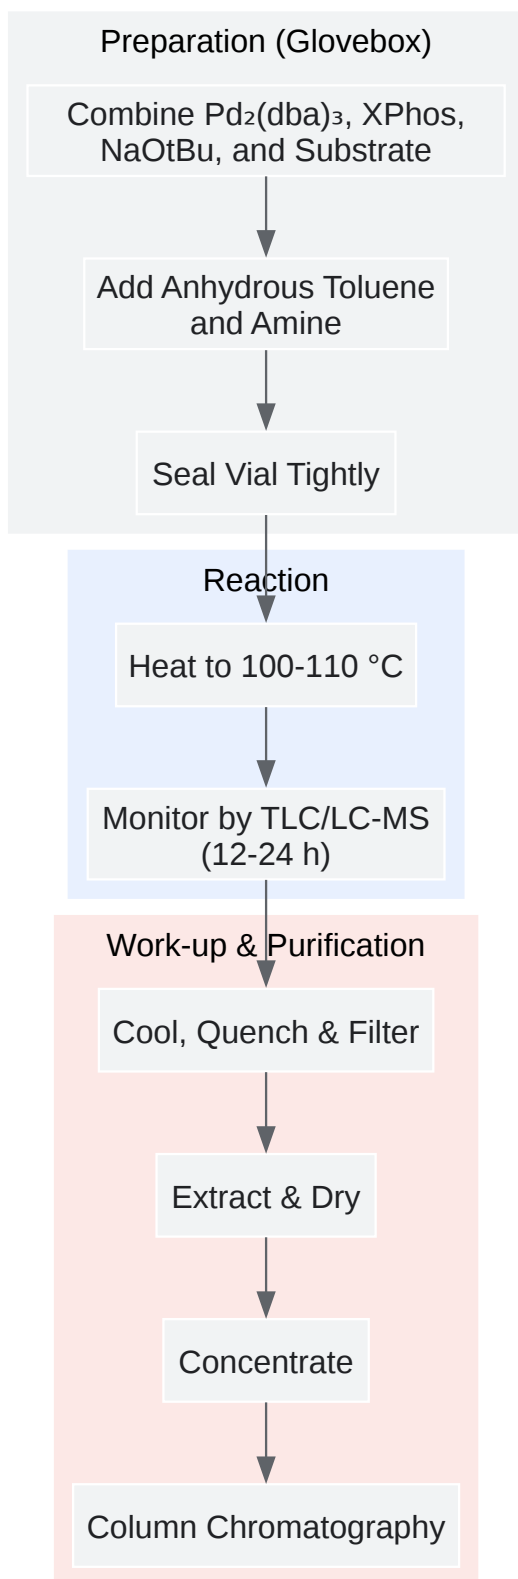 Preparation (Glovebox)
Combine Pd₂(dba)₃, XPhos,
NaOtBu, and Substrate
Add Anhydrous Toluene
and Amine
Seal Vial Tightly
Reaction
Heat to 100-110 °C
Monitor by TLC/LC-MS
(12-24 h)
Work-up & Purification
Cool, Quench & Filter
Extract & Dry
Concentrate
Column Chromatography